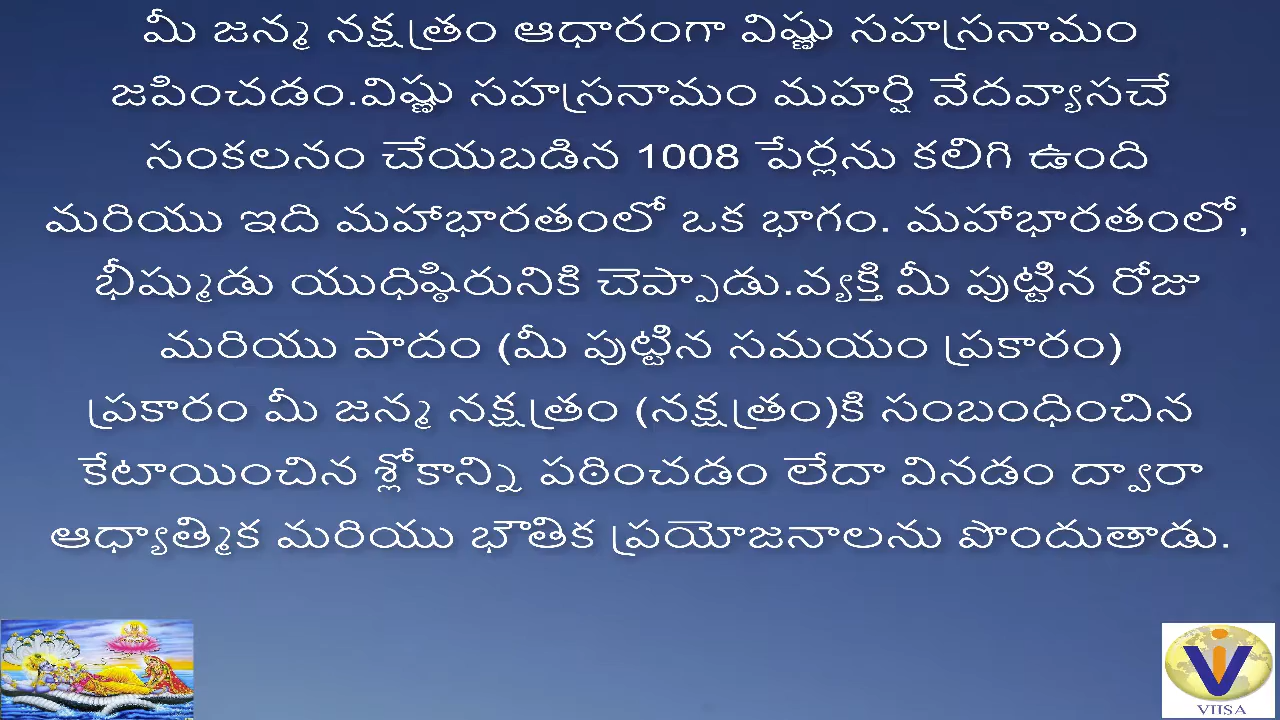 మీ జన్మ నక్షత్రం ఆధారంగా విష్ణు సహస్రనామం
జపించడం.విష్ణు సహస్రనామం మహర్షి వేదవ్యాసచే
సంకలనం చేయబడిన 1008 పేర్లను కలిగి ఉంది
మరియు ఇది మహాభారతంలో ఒక భాగం. మహాభారతంలో,
భీష్ముడు యుధిష్ఠిరునికి చెప్పాడు.వ్యక్తి మీ పుట్టిన రోజు
మరియు పాదం (మీ పుట్టిన సమయం ప్రకారం)
ప్రకారం మీ జన్మ నక్షత్రం (నక్షత్రం)కి సంబంధించిన
కేటాయించిన శ్లోకాన్ని పఠించడం లేదా వినడం ద్వారా
ఆధ్యాత్మిక మరియు భౌతిక ప్రయోజనాలను పొందుతాడు.
VIISA